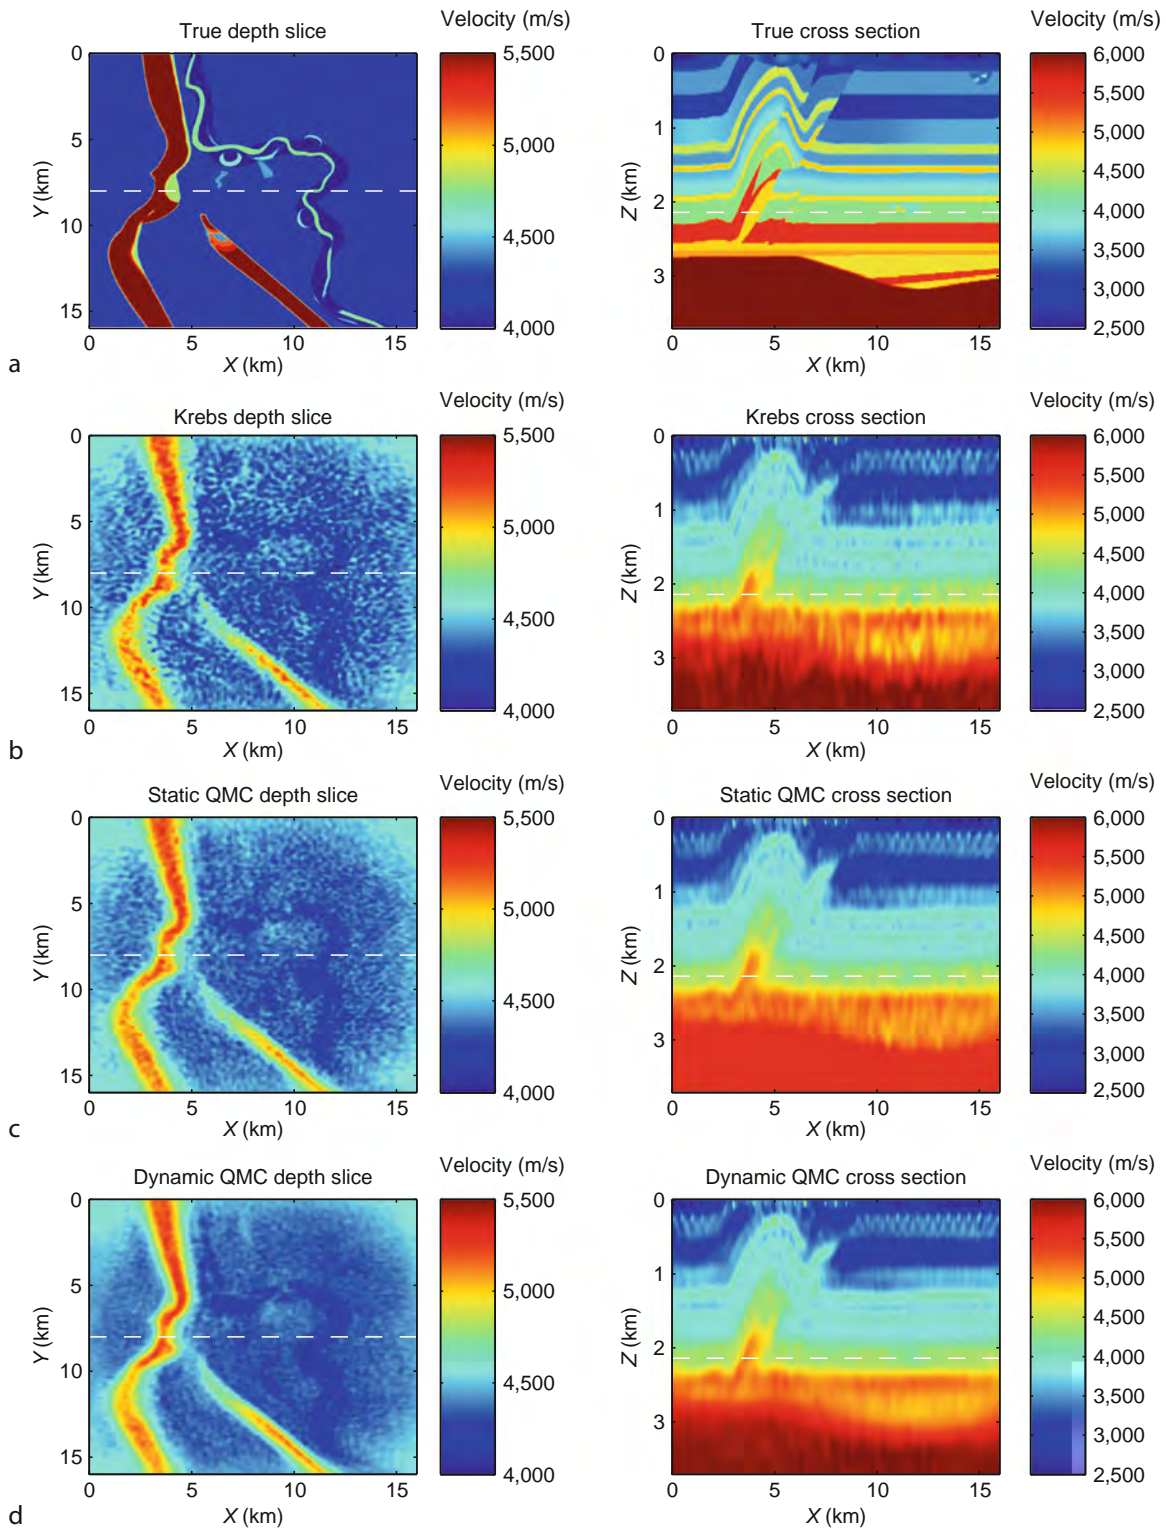 Velocity (m/s)
True depth slice
0
5
10
15
Y (km)
0 5 10 15
X (km)
5,500
5,000
4,500
4,000
Velocity (m/s)
True cross section
0
1
2
3
Z (km)
0 5 10 15
X (km)
6,000
5,500
5,000
4,500
4,000
3,500
3,000
2,500
a
Velocity (m/s)
Krebs depth slice
0
5
10
15
Y (km)
0 5 10 15
X (km)
5,500
5,000
4,500
4,000
Velocity (m/s)
Krebs cross section
0
1
2
3
Z (km)
0 5 10 15
X (km)
6,000
5,500
5,000
4,500
4,000
3,500
3,000
2,500
b
Velocity (m/s)
Static QMC depth slice
0
5
10
15
Y (km)
0 5 10 15
X (km)
5,500
5,000
4,500
4,000
Velocity (m/s)
Static QMC cross section
0
1
2
3
Z (km)
0 5 10 15
X (km)
6,000
5,500
5,000
4,500
4,000
3,500
3,000
2,500
c
Velocity (m/s)
Dynamic QMC depth slice
0
5
10
15
Y (km)
0 5 10 15
X (km)
5,500
5,000
4,500
4,000
Velocity (m/s)
Dynamic QMC cross section
0
1
2
3
Z (km)
0 5 10 15
X (km)
6,000
5,500
5,000
4,500
4,000
3,500
3,000
2,500
d